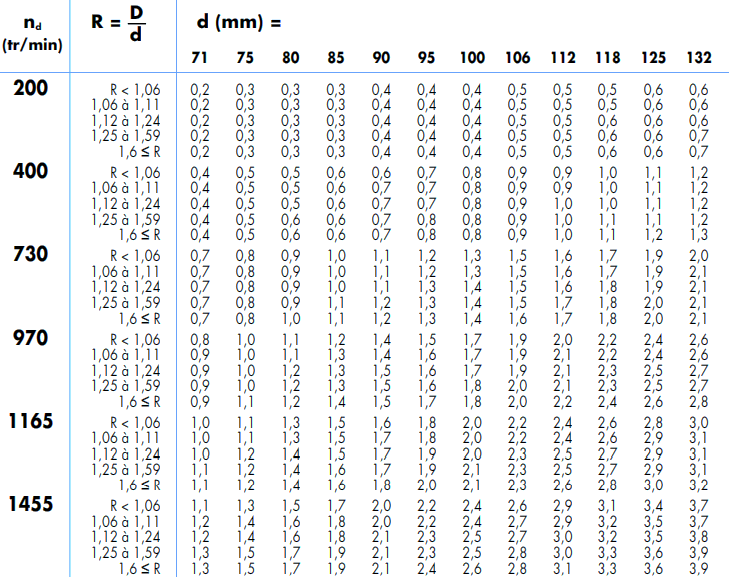 n_d (tr/min) R = D/d d (mm) =
71 75 80 85 90 95 100 106 112 118 125 132
200 R < 1,06 0,2 0,3 0,3 0,3 0,4 0,4 0,4 0,5 0,5 0,5 0,6 0,6
1,06 à 1,11 0,2 0,3 0,3 0,3 0,4 0,4 0,4 0,5 0,5 0,5 0,6 0,6
1,12 à 1,24 0,2 0,3 0,3 0,3 0,4 0,4 0,4 0,5 0,5 0,6 0,6 0,6
1,25 à 1,59 0,2 0,3 0,3 0,3 0,4 0,4 0,4 0,5 0,5 0,6 0,6 0,7
1,6 ≤ R 0,2 0,3 0,3 0,3 0,4 0,4 0,4 0,5 0,5 0,6 0,6 0,7
400 R < 1,06 0,4 0,5 0,5 0,6 0,6 0,7 0,8 0,9 0,9 1,0 1,1 1,2
1,06 à 1,11 0,4 0,5 0,5 0,6 0,7 0,7 0,8 0,9 0,9 1,0 1,1 1,2
1,12 à 1,24 0,4 0,5 0,5 0,6 0,7 0,7 0,8 0,9 1,0 1,0 1,1 1,2
1,25 à 1,59 0,4 0,5 0,6 0,6 0,7 0,8 0,8 0,9 1,0 1,1 1,1 1,2
1,6 ≤ R 0,4 0,5 0,6 0,6 0,7 0,8 0,8 0,9 1,0 1,1 1,2 1,3
730 R < 1,06 0,7 0,8 0,9 1,0 1,1 1,2 1,3 1,5 1,6 1,7 1,9 2,0
1,06 à 1,11 0,7 0,8 0,9 1,0 1,1 1,2 1,3 1,5 1,6 1,7 1,9 2,1
1,12 à 1,24 0,7 0,8 0,9 1,0 1,1 1,3 1,4 1,5 1,6 1,8 1,9 2,1
1,25 à 1,59 0,7 0,8 0,9 1,1 1,2 1,3 1,4 1,5 1,7 1,8 2,0 2,1
1,6 ≤ R 0,7 0,8 1,0 1,1 1,2 1,3 1,4 1,6 1,7 1,8 2,0 2,1
970 R < 1,06 0,8 1,0 1,1 1,2 1,4 1,5 1,7 1,9 2,0 2,2 2,4 2,6
1,06 à 1,11 0,9 1,0 1,1 1,3 1,4 1,6 1,7 1,9 2,1 2,2 2,4 2,6
1,12 à 1,24 0,9 1,0 1,2 1,3 1,5 1,6 1,7 1,9 2,1 2,3 2,5 2,7
1,25 à 1,59 0,9 1,0 1,2 1,3 1,5 1,6 1,8 2,0 2,1 2,3 2,5 2,7
1,6 ≤ R 0,9 1,1 1,2 1,4 1,5 1,7 1,8 2,0 2,2 2,4 2,6 2,8
1165 R < 1,06 1,0 1,1 1,3 1,5 1,6 1,8 2,0 2,2 2,4 2,6 2,8 3,0
1,06 à 1,11 1,0 1,1 1,3 1,5 1,7 1,8 2,0 2,2 2,4 2,6 2,9 3,1
1,12 à 1,24 1,0 1,2 1,4 1,5 1,7 1,9 2,0 2,3 2,5 2,7 2,9 3,1
1,25 à 1,59 1,1 1,2 1,4 1,6 1,7 1,9 2,1 2,3 2,5 2,7 2,9 3,1
1,6 ≤ R 1,1 1,2 1,4 1,6 1,8 2,0 2,1 2,3 2,6 2,8 3,0 3,2
1455 R < 1,06 1,1 1,3 1,5 1,7 2,0 2,2 2,4 2,6 2,9 3,1 3,4 3,7
1,06 à 1,11 1,2 1,4 1,6 1,8 2,0 2,2 2,4 2,7 2,9 3,2 3,5 3,7
1,12 à 1,24 1,2 1,4 1,6 1,8 2,1 2,3 2,5 2,7 3,0 3,2 3,5 3,8
1,25 à 1,59 1,3 1,5 1,7 1,9 2,1 2,3 2,5 2,8 3,0 3,3 3,6 3,9
1,6 ≤ R 1,3 1,5 1,7 1,9 2,1 2,4 2,6 2,8 3,1 3,3 3,6 3,9